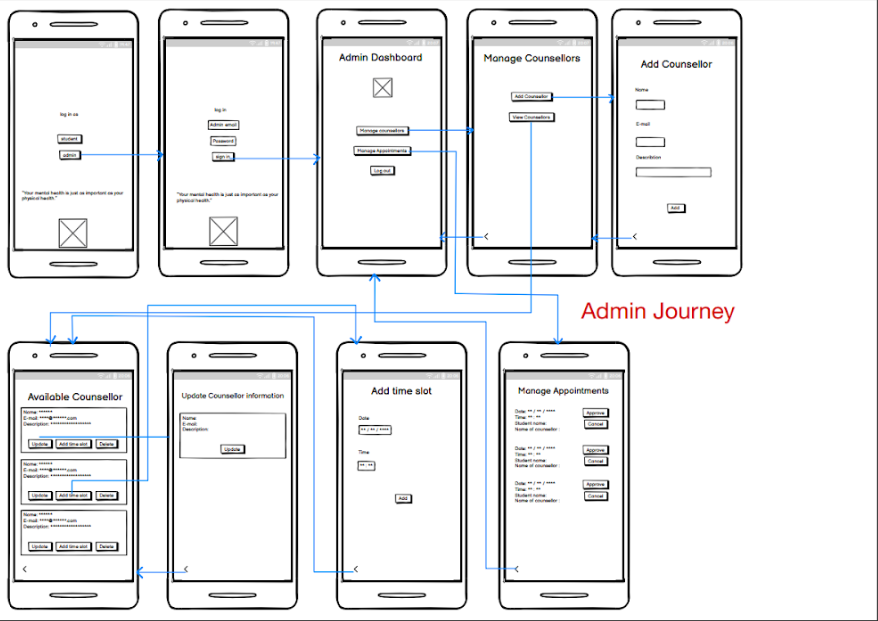 log in as
student
admin
"Your mental health is just as important as your
physical health."
log in
Admin email
Password
sign in
"Your mental health is just as important as your
physical health."
Admin Dashboard
Manage counsellors
Manage Appointments
Log out
Manage Counsellors
Add Counsellor
View Counsellors
Add Counsellor
Name
E-mail
Description
Add
Admin Journey
Available Counsellor
Name: ******
E-mail: ****@******.com
Description: ******************
Update Add time slot Delete
Name: ******
E-mail: ****@******.com
Description: ******************
Update Add time slot Delete
Name: ******
E-mail: ****@******.com
Description: ******************
Update Add time slot Delete
Update Counsellor information
Name:
E-mail:
Description:
Update
Add time slot
Date
** / ** / ****
Time
** : **
Add
Manage Appointments
Date: ** / ** / **** Approve
Time: ** : **
Student name: Cancel
Name of counsellor :
Date: ** / ** / **** Approve
Time: ** : **
Student name: Cancel
Name of counsellor :
Date: ** / ** / **** Approve
Time: ** : **
Student name: Cancel
Name of counsellor :